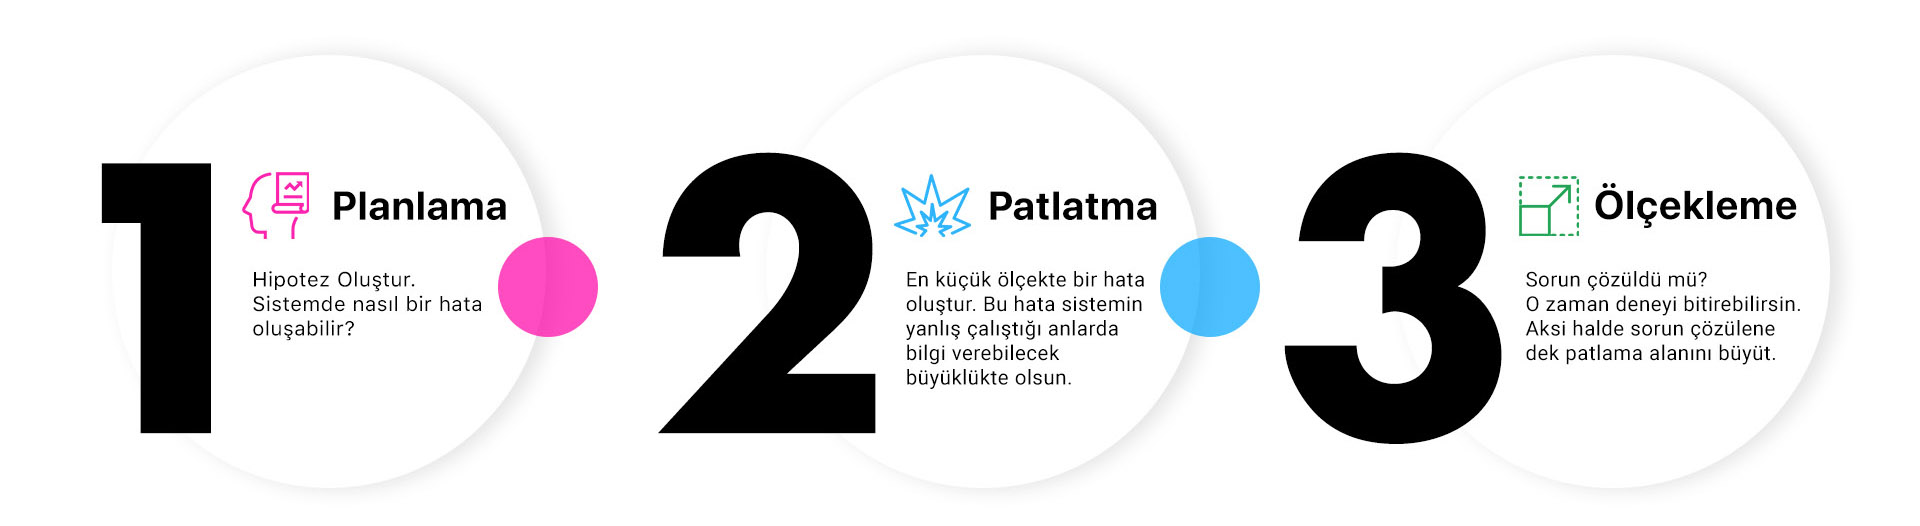 1
Planlama
Hipotez Oluştur.
Sistemde nasıl bir hata
oluşabilir?
2
Patlatma
En küçük ölçekte bir hata
oluştur. Bu hata sistemin
yanlış çalıştığı anlarda
bilgi verebilecek
büyüklükte olsun.
3
Ölçekleme
Sorun çözüldü mü?
O zaman deneyi bitirebilirsin.
Aksi halde sorun çözülene
dek patlama alanını büyüt.